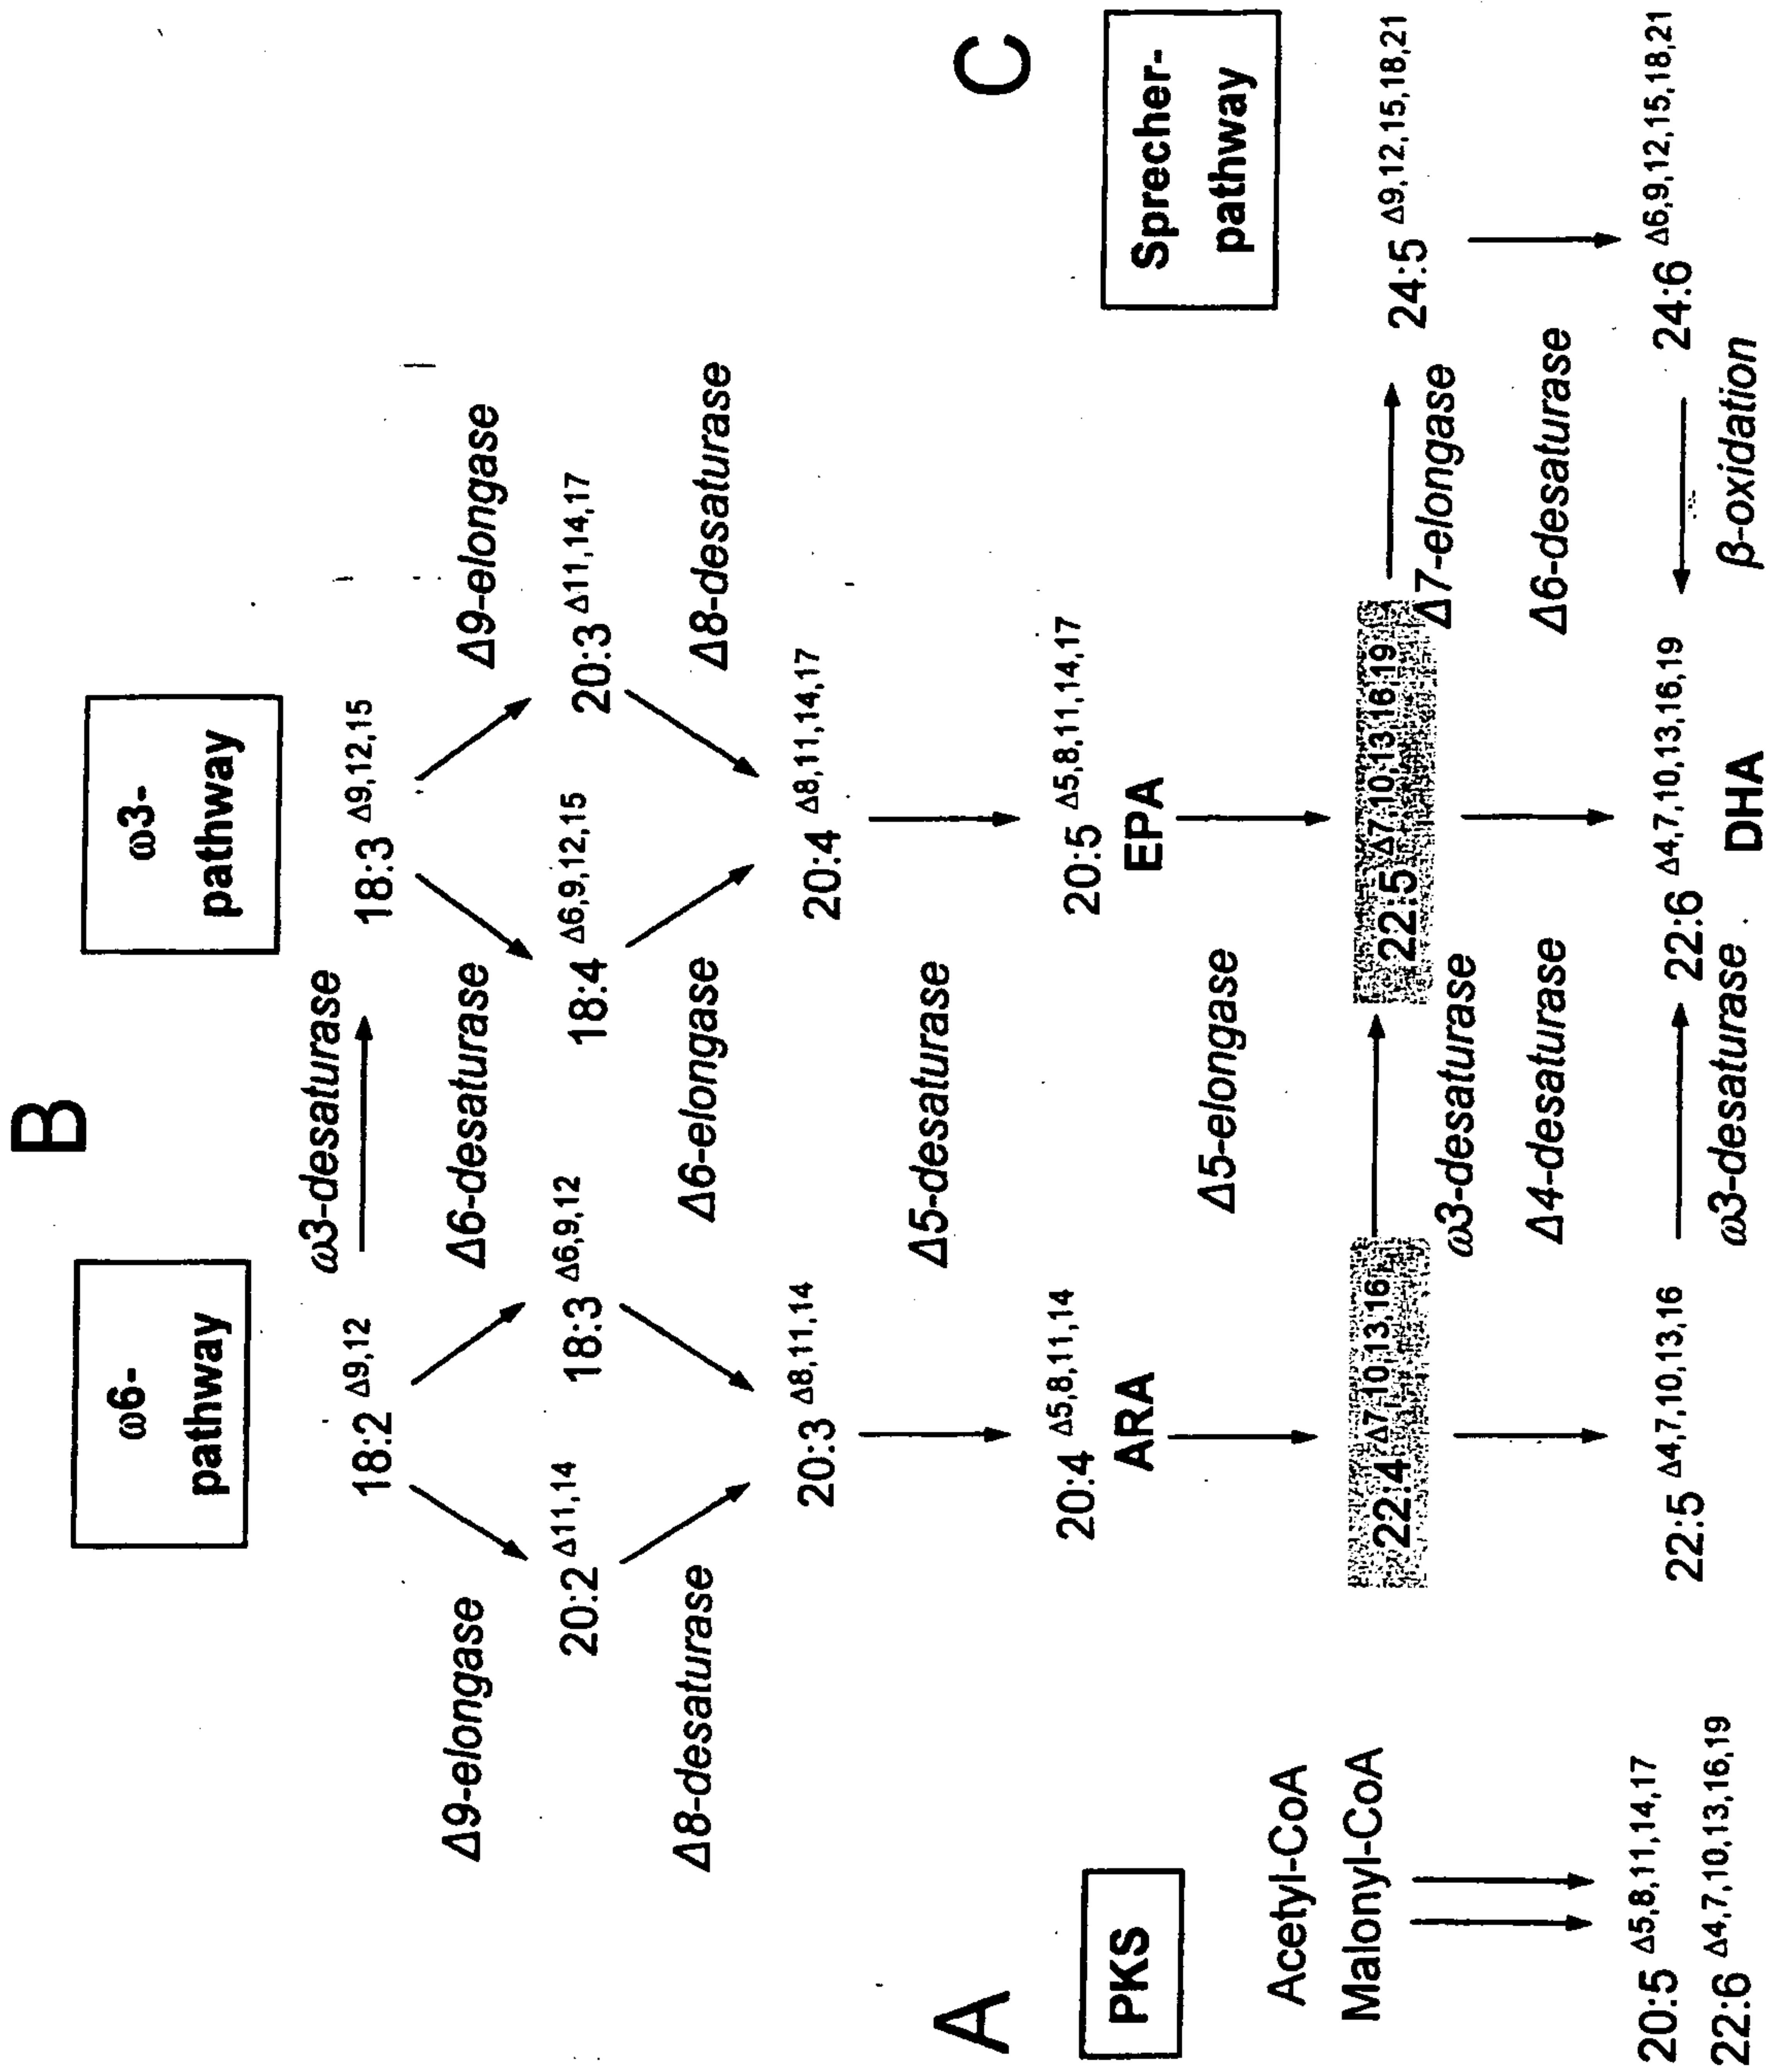 B
ω6-
pathway
ω3-
pathway
18:2 Δ9,12
ω3-desaturase
18:3 Δ9,12,15
Δ9-elongase
Δ6-desaturase
Δ9-elongase
20:2 Δ11,14
18:3 Δ6,9,12
18:4 Δ6,9,12,15
20:3 Δ11,14,17
Δ8-desaturase
Δ6-elongase
Δ8-desaturase
20:3 Δ8,11,14
20:4 Δ8,11,14,17
Δ5-desaturase
20:4 Δ5,8,11,14
ARA
20:5 Δ5,8,11,14,17
EPA
Δ5-elongase
22:4 Δ7,10,13,16
22:5 Δ7,10,13,16,19
ω3-desaturase
Δ4-desaturase
22:5 Δ4,7,10,13,16
22:6 Δ4,7,10,13,16,19
ω3-desaturase
DHA
A
PKS
Acetyl-CoA
Malonyl-CoA
20:5 Δ5,8,11,14,17
22:6 Δ4,7,10,13,16,19
C
Sprecher-
pathway
24:5 Δ9,12,15,18,21
Δ7-elongase
Δ6-desaturase
24:6 Δ6,9,12,15,18,21
β-oxidation